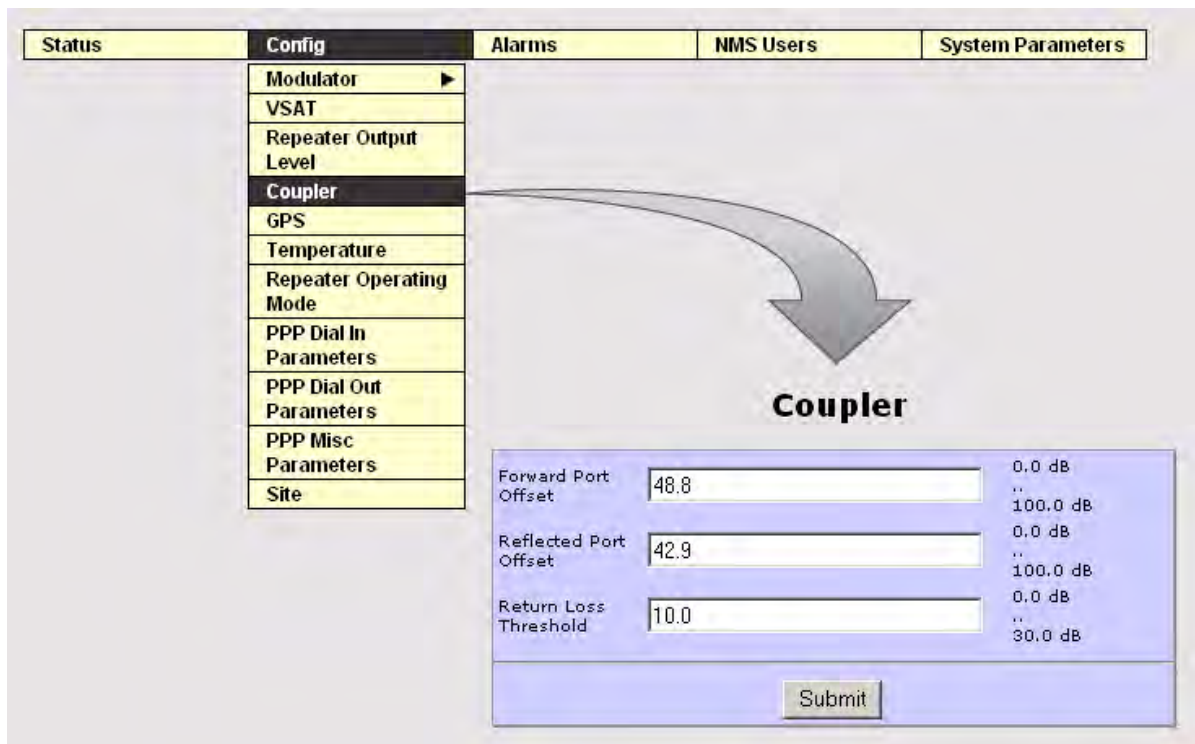 Status Config Alarms NMS Users System Parameters
Modulator
VSAT
Repeater Output
Level
Coupler
GPS
Temperature
Repeater Operating
Mode
PPP Dial In
Parameters
PPP Dial Out
Parameters
PPP Misc
Parameters
Site
Coupler
Forward Port
Offset
48.8
0.0 dB
..
100.0 dB
Reflected Port
Offset
42.9
0.0 dB
..
100.0 dB
Return Loss
Threshold
10.0
0.0 dB
..
30.0 dB
Submit